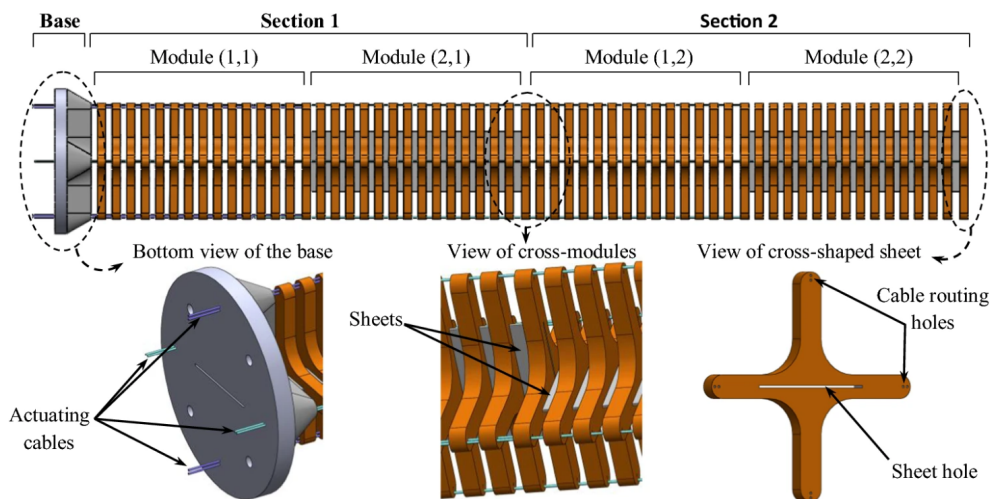 Base
Section 1
Section 2
Module (1,1)
Module (2,1)
Module (1,2)
Module (2,2)
Bottom view of the base
View of cross-modules
View of cross-shaped sheet
Sheets
Cable routing
holes
Actuating
cables
Sheet hole